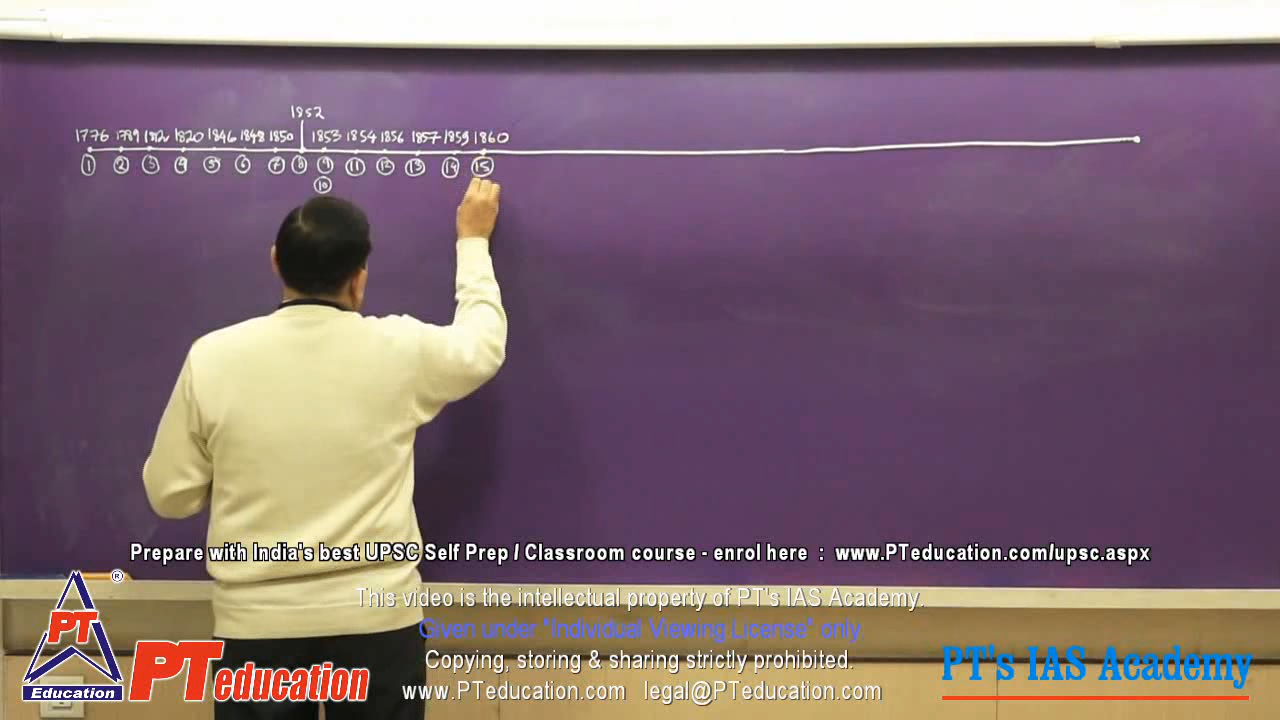 1852
1776 1789 1820 1846 1848 1850 1853 1854 1856 1857 1859 1860
1 2 3 4 5 6 7 8 9 11 12 13 14 15
10
Prepare with India's best UPSC Self Prep / Classroom course - enrol here : www.PTeducation.com/upsc.aspx
This video is the intellectual property of PT's IAS Academy.
Given under "Individual Viewing License" only.
Copying, storing & sharing strictly prohibited.
www.PTeducation.com legal@PTeducation.com
®
PT
Education
PT education
PT's IAS Academy